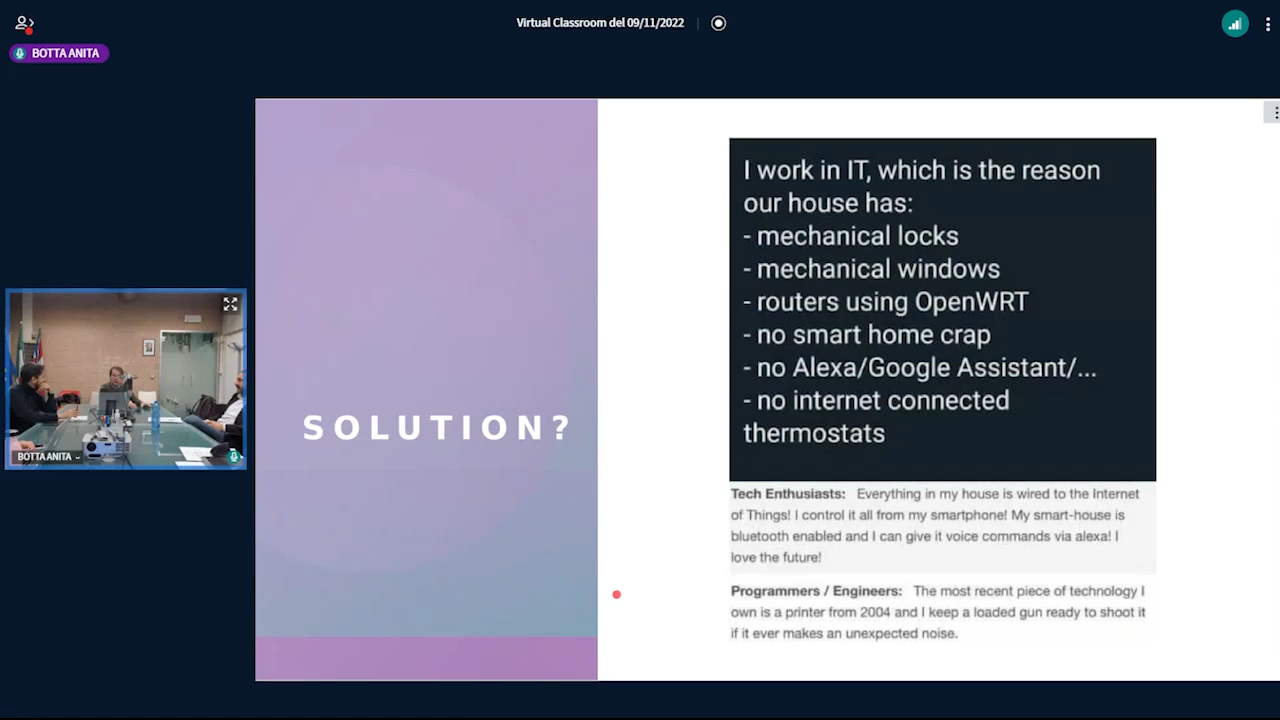 Virtual Classroom del 09/11/2022
BOTTA ANITA
I work in IT, which is the reason
our house has:
- mechanical locks
- mechanical windows
- routers using OpenWRT
- no smart home crap
- no Alexa/Google Assistant/...
- no internet connected
thermostats
SOLUTION?
BOTTA ANITA
Tech Enthusiasts: Everything in my house is wired to the Internet
of Things! I control it all from my smartphone! My smart-house is
bluetooth enabled and I can give it voice commands via alexa! I
love the future!
Programmers / Engineers: The most recent piece of technology I
own is a printer from 2004 and I keep a loaded gun ready to shoot it
if it ever makes an unexpected noise.